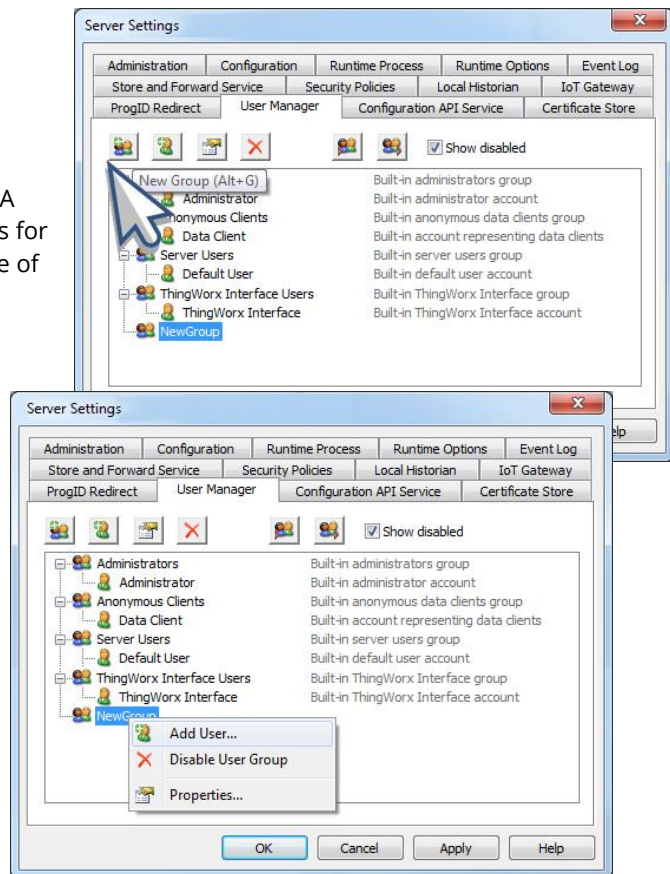 Server Settings
Administration Configuration Runtime Process Runtime Options Event Log
Store and Forward Service Security Policies Local Historian IoT Gateway
ProgID Redirect User Manager Configuration API Service Certificate Store
Show disabled
New Group (Alt+G) Built-in administrators group
Administrator Built-in administrator account
nonymous Clients Built-in anonymous data clients group
Data Client Built-in account representing data clients
Server Users Built-in server users group
Default User Built-in default user account
ThingWorx Interface Users Built-in ThingWorx Interface group
ThingWorx Interface Built-in ThingWorx Interface account
NewGroup
A
s for
e of
elp
Server Settings
Administration Configuration Runtime Process Runtime Options Event Log
Store and Forward Service Security Policies Local Historian IoT Gateway
ProgID Redirect User Manager Configuration API Service Certificate Store
Show disabled
Administrators Built-in administrators group
Administrator Built-in administrator account
Anonymous Clients Built-in anonymous data clients group
Data Client Built-in account representing data clients
Server Users Built-in server users group
Default User Built-in default user account
ThingWorx Interface Users Built-in ThingWorx Interface group
ThingWorx Interface Built-in ThingWorx Interface account
NewGroup
Add User...
Disable User Group
Properties...
OK Cancel Apply Help